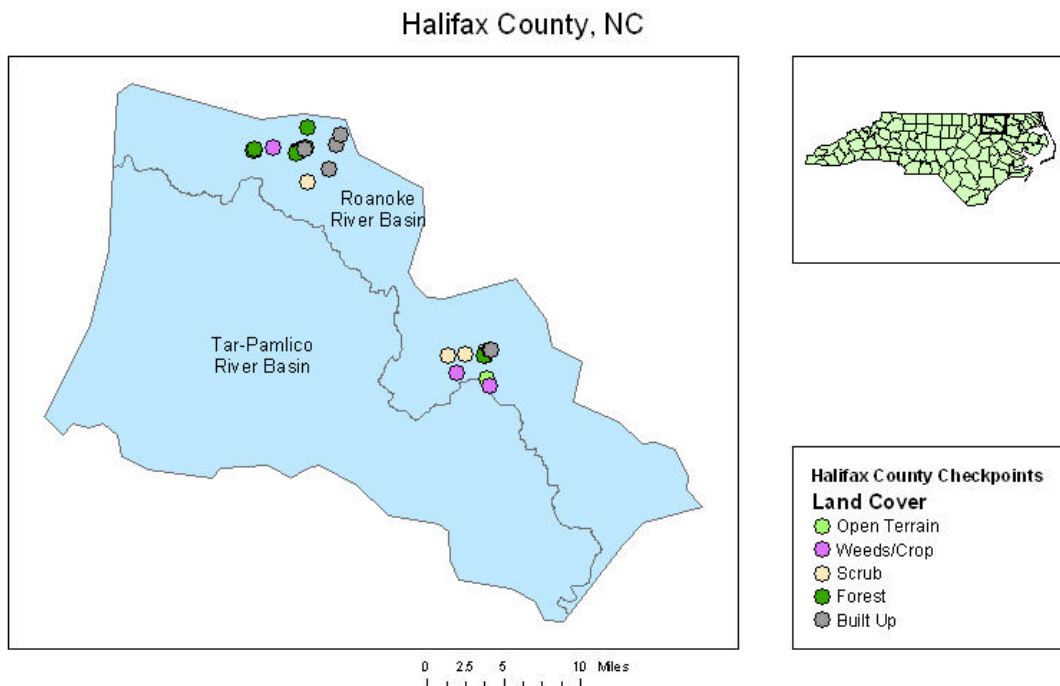 Halifax County, NC
Roanoke
River Basin
Tar-Pamlico
River Basin
Halifax County Checkpoints
Land Cover
Open Terrain
Weeds/Crop
Scrub
Forest
Built Up
0 2.5 5 10 Miles